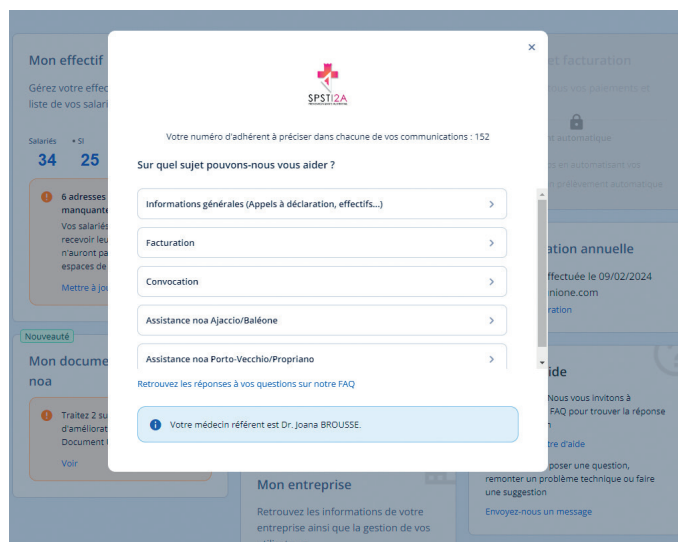 Mon effectif
Gérez votre effec
liste de vos salari
Salariés • SI
34 25
6 adresses
manquante
Vos salariés
recevoir leu
n'auront pa
espaces de
Mettre à jou
Nouveauté
Mon docume
noa
Traitez 2 su
d'améliorat
Document U
Voir
×
SPSTI2A
Votre numéro d'adhérent à préciser dans chacune de vos communications : 152
Sur quel sujet pouvons-nous vous aider ?
Informations générales (Appels à déclaration, effectifs...)
Facturation
Convocation
Assistance noa Ajaccio/Baléone
Assistance noa Porto-Vecchio/Propriano
Retrouvez les réponses à vos questions sur notre FAQ
Votre médecin référent est Dr. Joana BROUSSE.
Mon entreprise
Retrouvez les informations de votre
entreprise ainsi que la gestion de vos
et facturation
vos paiements et
automatique
en automatisant vos
prélèvement automatique
ation annuelle
ffectuée le 09/02/2024
nione.com
ration
ide
Nous vous invitons à
FAQ pour trouver la réponse
tre d'aide
poser une question,
remonter un problème technique ou faire
une suggestion
Envoyez-nous un message